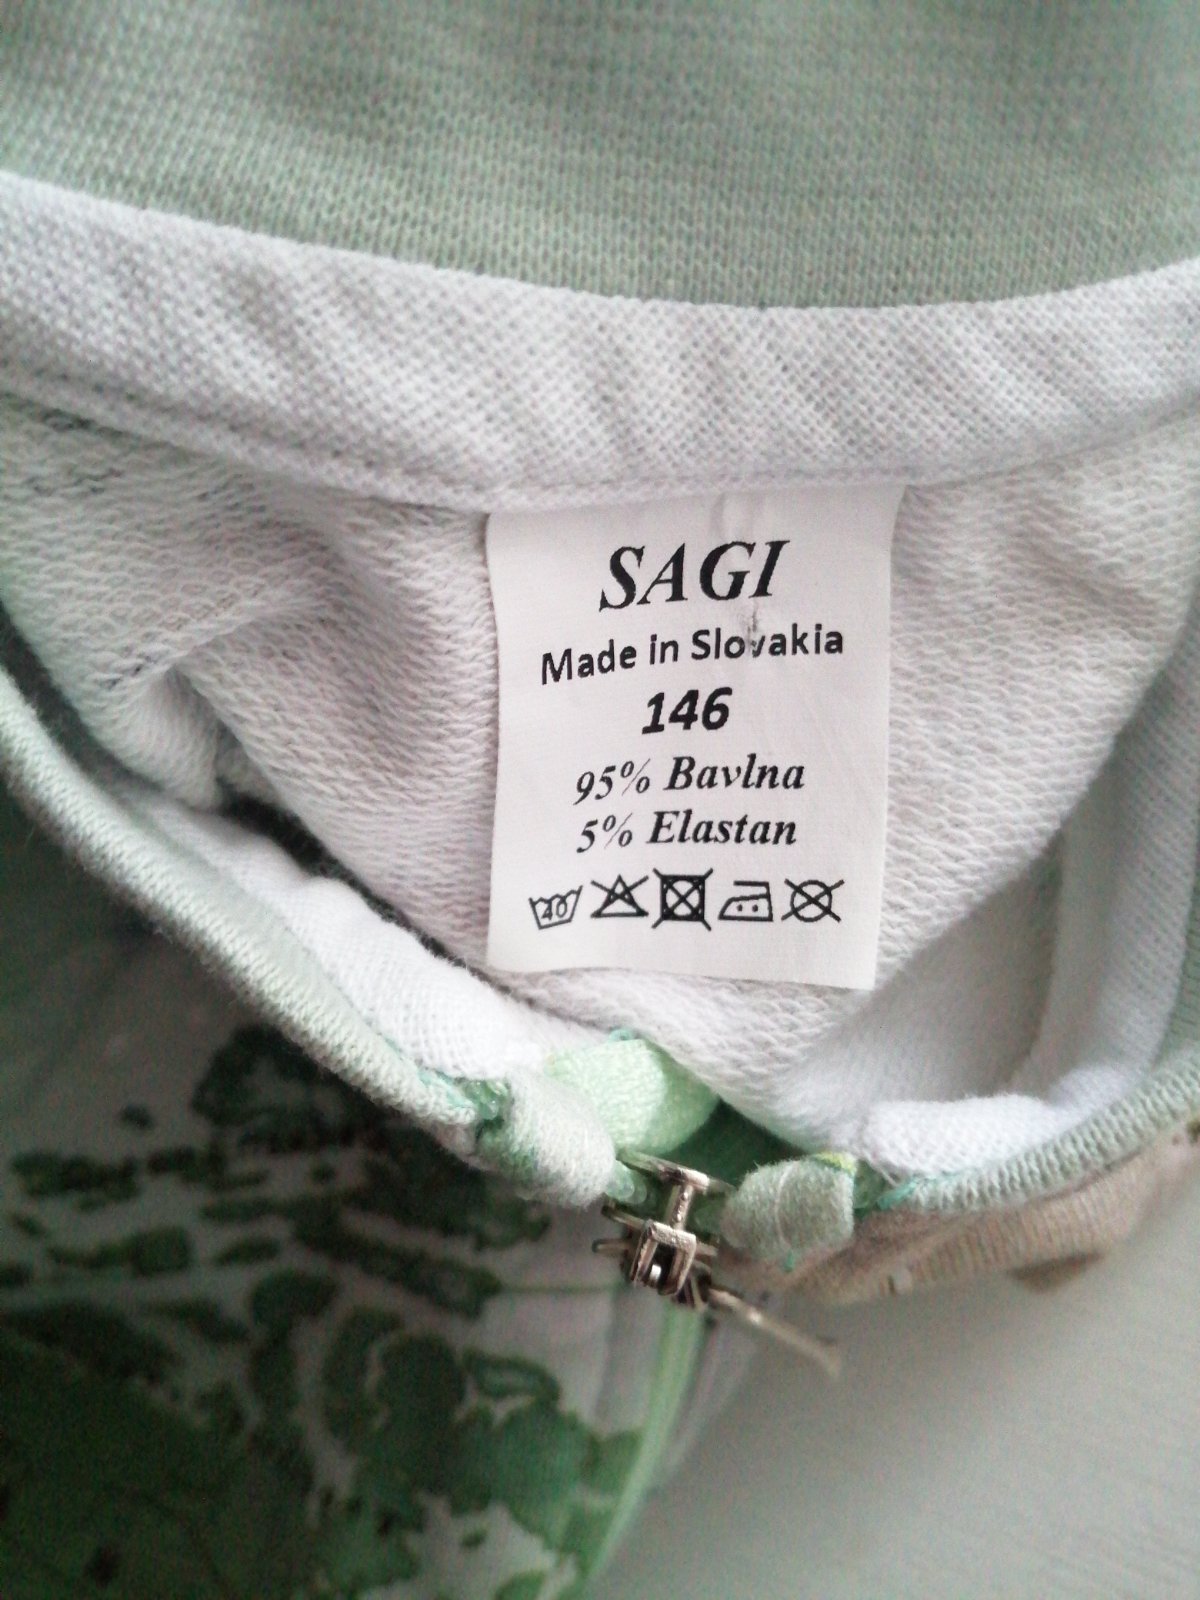 SAGI
Made in Slovakia
146
95% Bavlna
5% Elastan
40